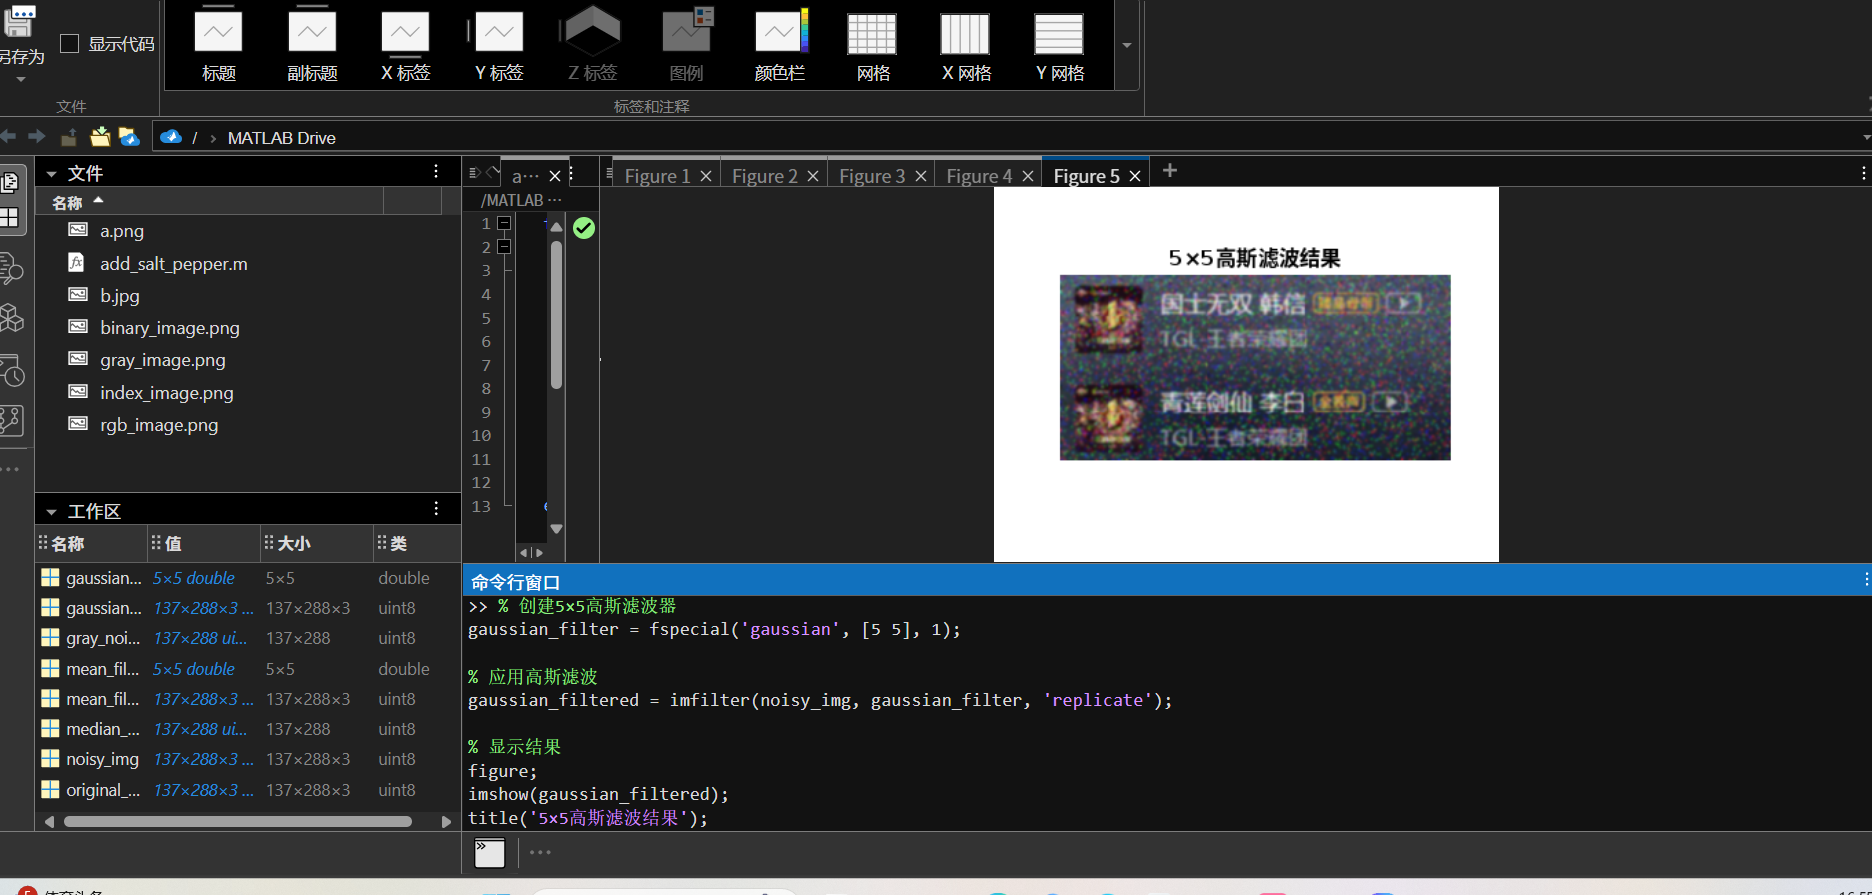 另存为
显示代码
标题
副标题
X 标签
Y 标签
Z 标签
图例
颜色栏
网格
X 网格
Y 网格
文件
标签和注释
/ › MATLAB Drive
文件
名称
a.png
add_salt_pepper.m
b.jpg
binary_image.png
gray_image.png
index_image.png
rgb_image.png
a···
/MATLAB ···
1
2
3
4
5
6
7
8
9
10
11
12
13
Figure 1
Figure 2
Figure 3
Figure 4
Figure 5
5×5高斯滤波结果
国士无双 韩信
TGL-王者荣耀团
青莲剑仙 李白
TGL-王者荣耀团
工作区
名称 值 大小 类
gaussian... 5×5 double 5×5 double
gaussian... 137×288×3 ... 137×288×3 uint8
gray_noi... 137×288 ui... 137×288 uint8
mean_fil... 5×5 double 5×5 double
mean_fil... 137×288×3 ... 137×288×3 uint8
median_... 137×288 ui... 137×288 uint8
noisy_img 137×288×3 ... 137×288×3 uint8
original_... 137×288×3 ... 137×288×3 uint8
命令行窗口
>> % 创建5×5高斯滤波器
gaussian_filter = fspecial('gaussian', [5 5], 1);
% 应用高斯滤波
gaussian_filtered = imfilter(noisy_img, gaussian_filter, 'replicate');
% 显示结果
figure;
imshow(gaussian_filtered);
title('5×5高斯滤波结果');